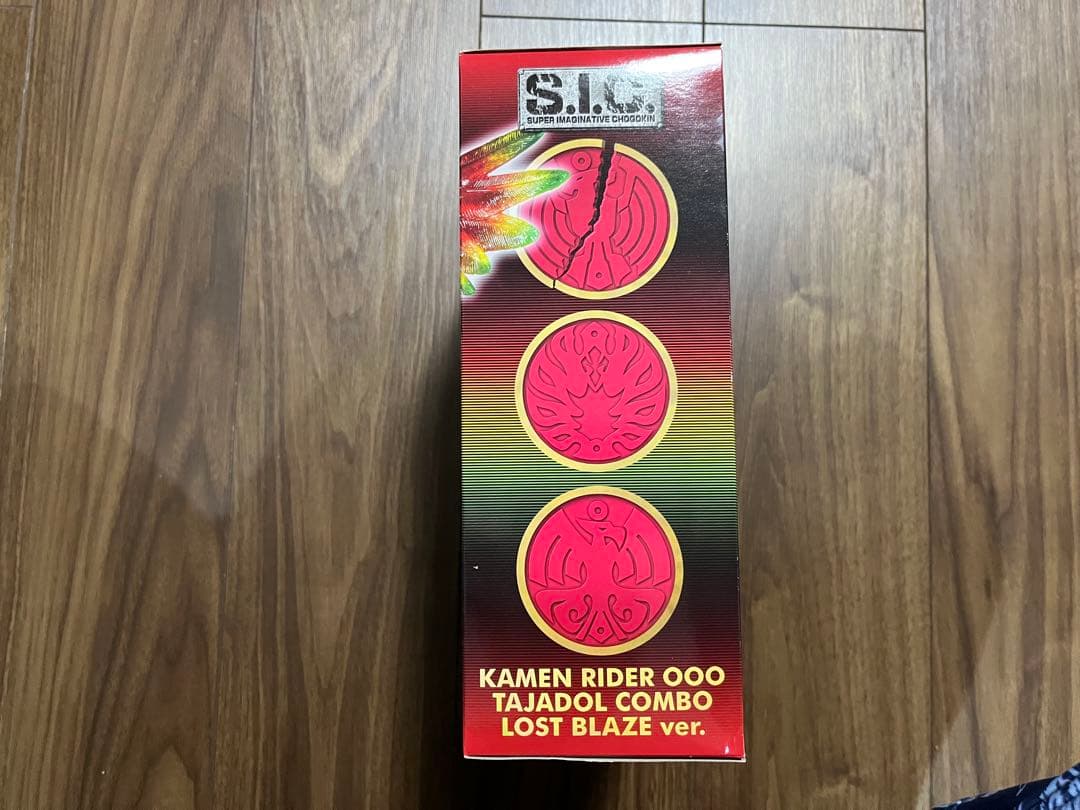 S.I.C.
SUPER IMAGINATIVE CHOGOKIN
KAMEN RIDER OOO
TAJADOL COMBO
LOST BLAZE ver.